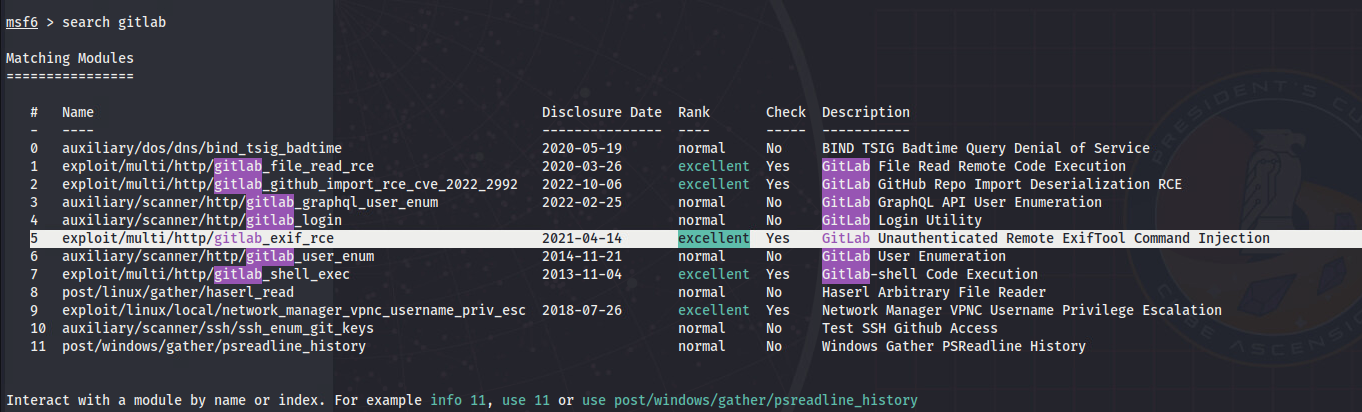 msf6 > search gitlab
Matching Modules
================
#   Name                                                        Disclosure Date  Rank       Check  Description
-   ----                                                        ---------------  ----       -----  -----------
0   auxiliary/dos/dns/bind_tsig_badtime                         2020-05-19       normal     No     BIND TSIG Badtime Query Denial of Service
1   exploit/multi/http/gitlab_file_read_rce                     2020-03-26       excellent  Yes    GitLab File Read Remote Code Execution
2   exploit/multi/http/gitlab_github_import_rce_cve_2022_2992   2022-10-06       excellent  Yes    GitLab GitHub Repo Import Deserialization RCE
3   auxiliary/scanner/http/gitlab_graphql_user_enum             2022-02-25       normal     No     GitLab GraphQL API User Enumeration
4   auxiliary/scanner/http/gitlab_login                                          normal     No     GitLab Login Utility
5   exploit/multi/http/gitlab_exif_rce                          2021-04-14       excellent  Yes    GitLab Unauthenticated Remote ExifTool Command Injection
6   auxiliary/scanner/http/gitlab_user_enum                     2014-11-21       normal     No     GitLab User Enumeration
7   exploit/multi/http/gitlab_shell_exec                        2013-11-04       excellent  Yes    Gitlab-shell Code Execution
8   post/linux/gather/haserl_read                                                normal     No     Haserl Arbitrary File Reader
9   exploit/linux/local/network_manager_vpnc_username_priv_esc  2018-07-26       excellent  Yes    Network Manager VPNC Username Privilege Escalation
10  auxiliary/scanner/ssh/ssh_enum_git_keys                                      normal     No     Test SSH Github Access
11  post/windows/gather/psreadline_history                                       normal     No     Windows Gather PSReadline History
Interact with a module by name or index. For example info 11, use 11 or use post/windows/gather/psreadline_history
PRESIDENT'S CU